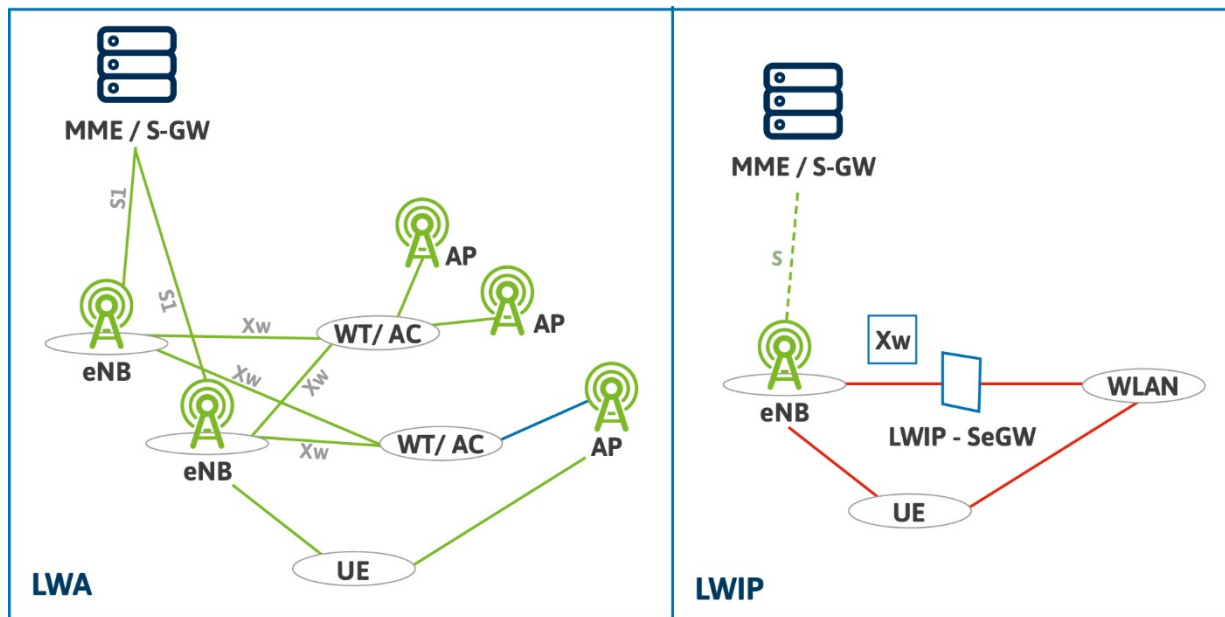 MME / S-GW
S1
S1
AP
AP
Xw
WT/ AC
eNB
Xw
Xw
AP
Xw
WT/ AC
eNB
UE
LWA
MME / S-GW
S
Xw
eNB
WLAN
LWIP - SeGW
UE
LWIP